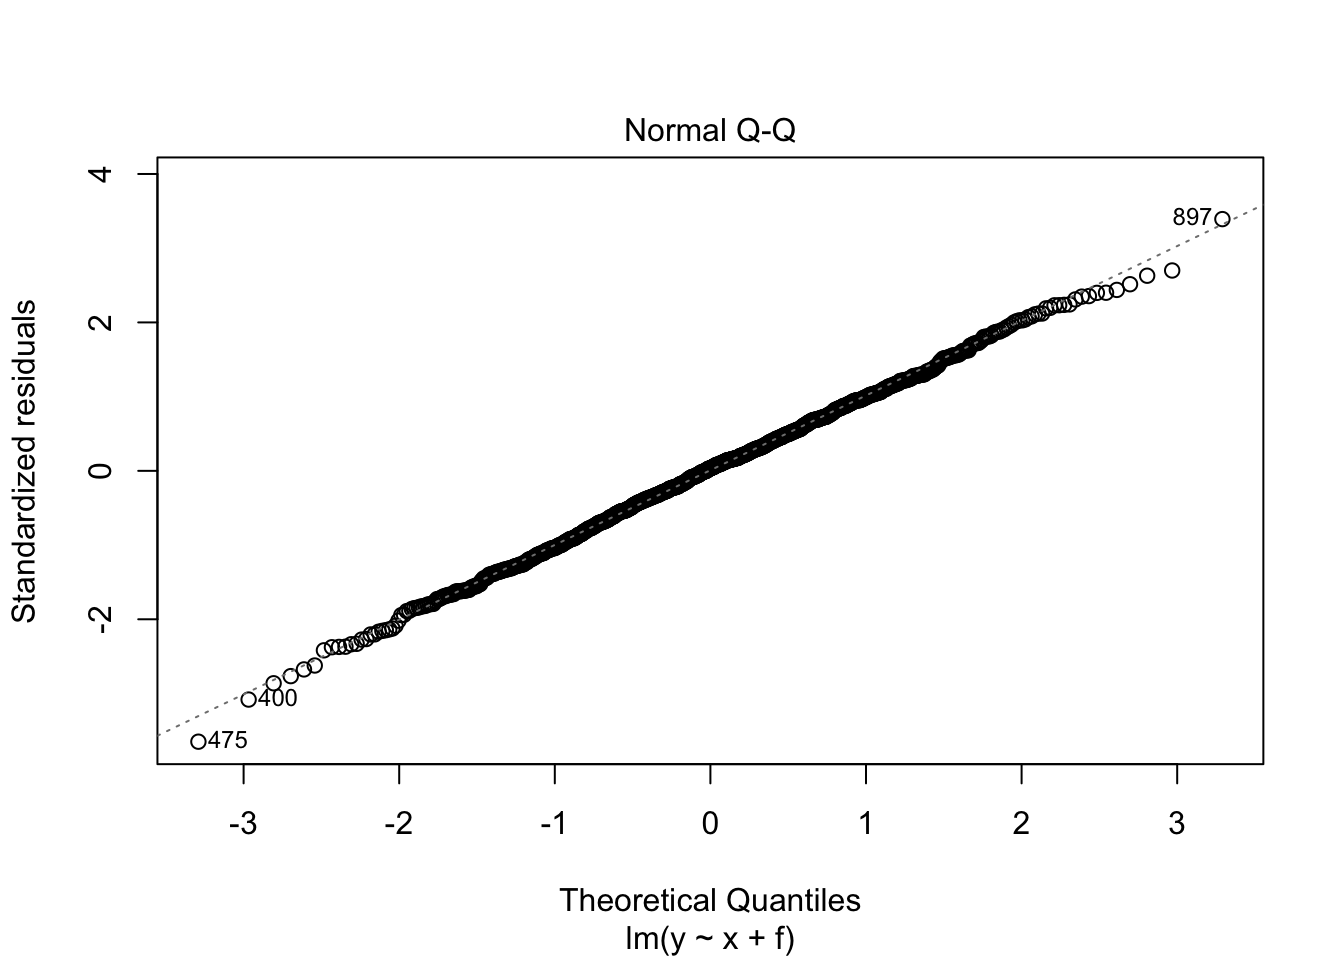 Normal Q-Q
Standardized residuals
4
2
0
-2
897
400
475
-3 -2 -1 0 1 2 3
Theoretical Quantiles
lm(y ~ x + f)